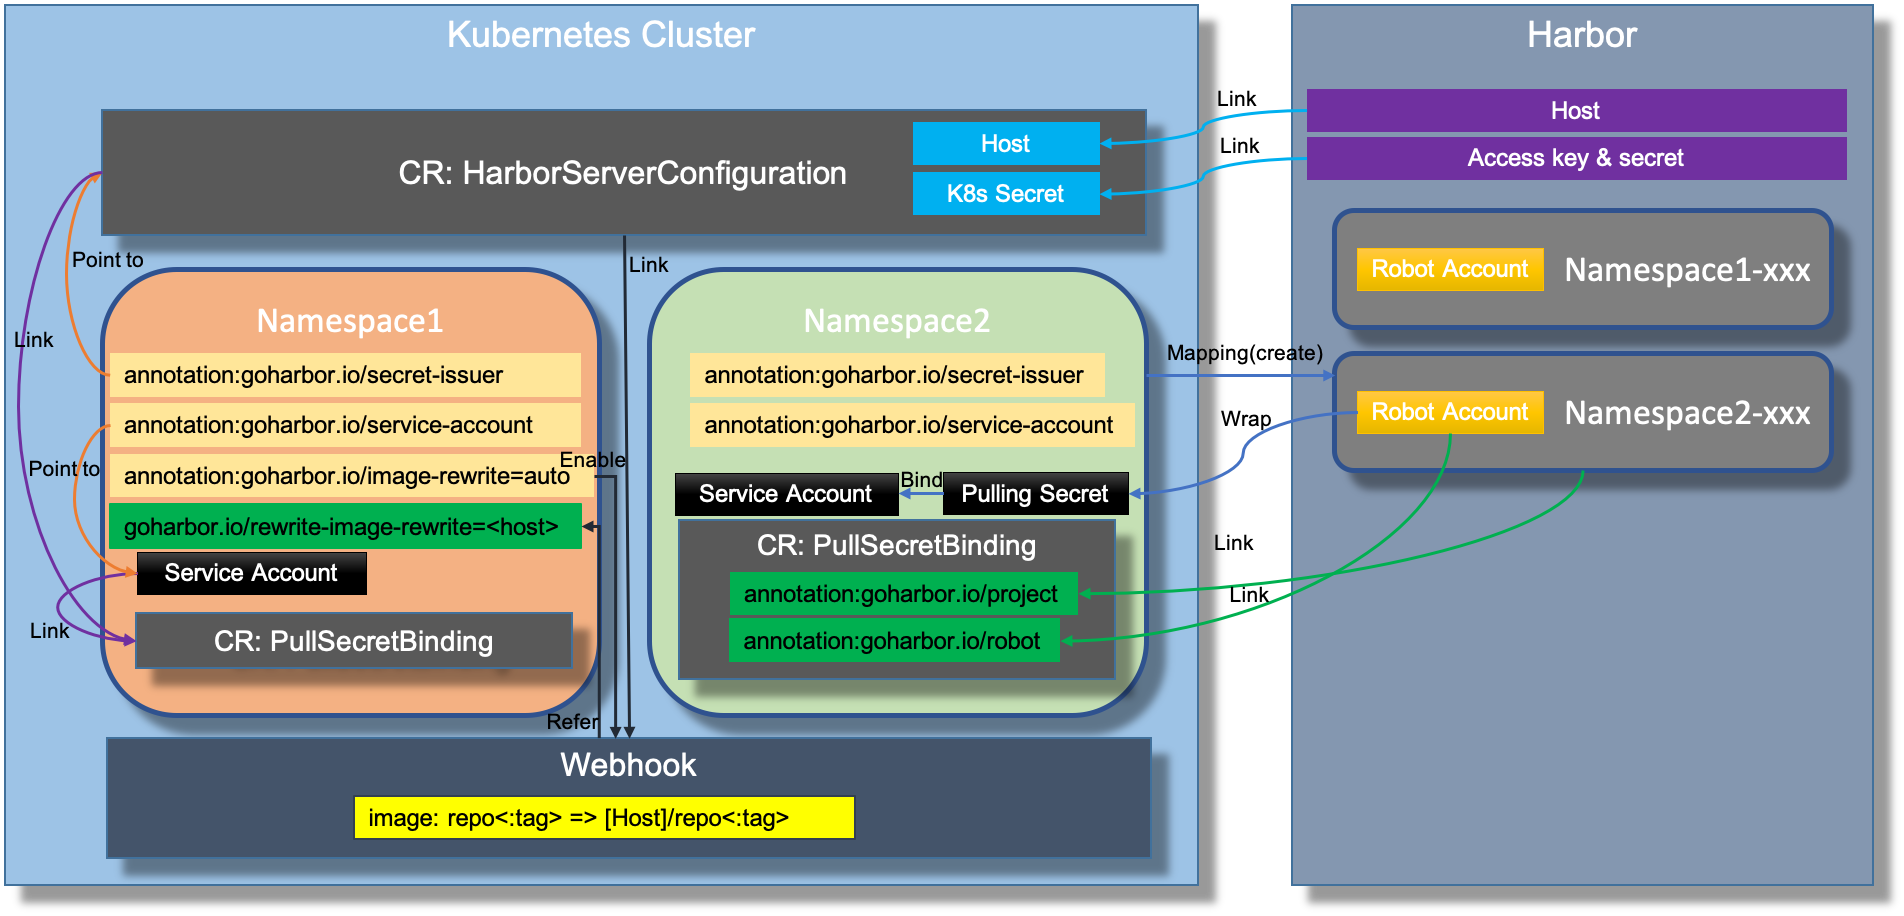 Kubernetes Cluster
CR: HarborServerConfiguration
Host
K8s Secret
Link
Link
Harbor
Host
Access key & secret
Robot Account
Namespace1-xxx
Robot Account
Namespace2-xxx
Point to
Link
Link
Namespace1
annotation:goharbor.io/secret-issuer
annotation:goharbor.io/service-account
Point to
annotation:goharbor.io/image-rewrite=auto
Enable
goharbor.io/rewrite-image-rewrite=<host>
Service Account
Link
CR: PullSecretBinding
Refer
Namespace2
annotation:goharbor.io/secret-issuer
annotation:goharbor.io/service-account
Service Account
Bind
Pulling Secret
CR: PullSecretBinding
annotation:goharbor.io/project
annotation:goharbor.io/robot
Mapping(create)
Wrap
Link
Link
Webhook
image: repo<:tag> => [Host]/repo<:tag>